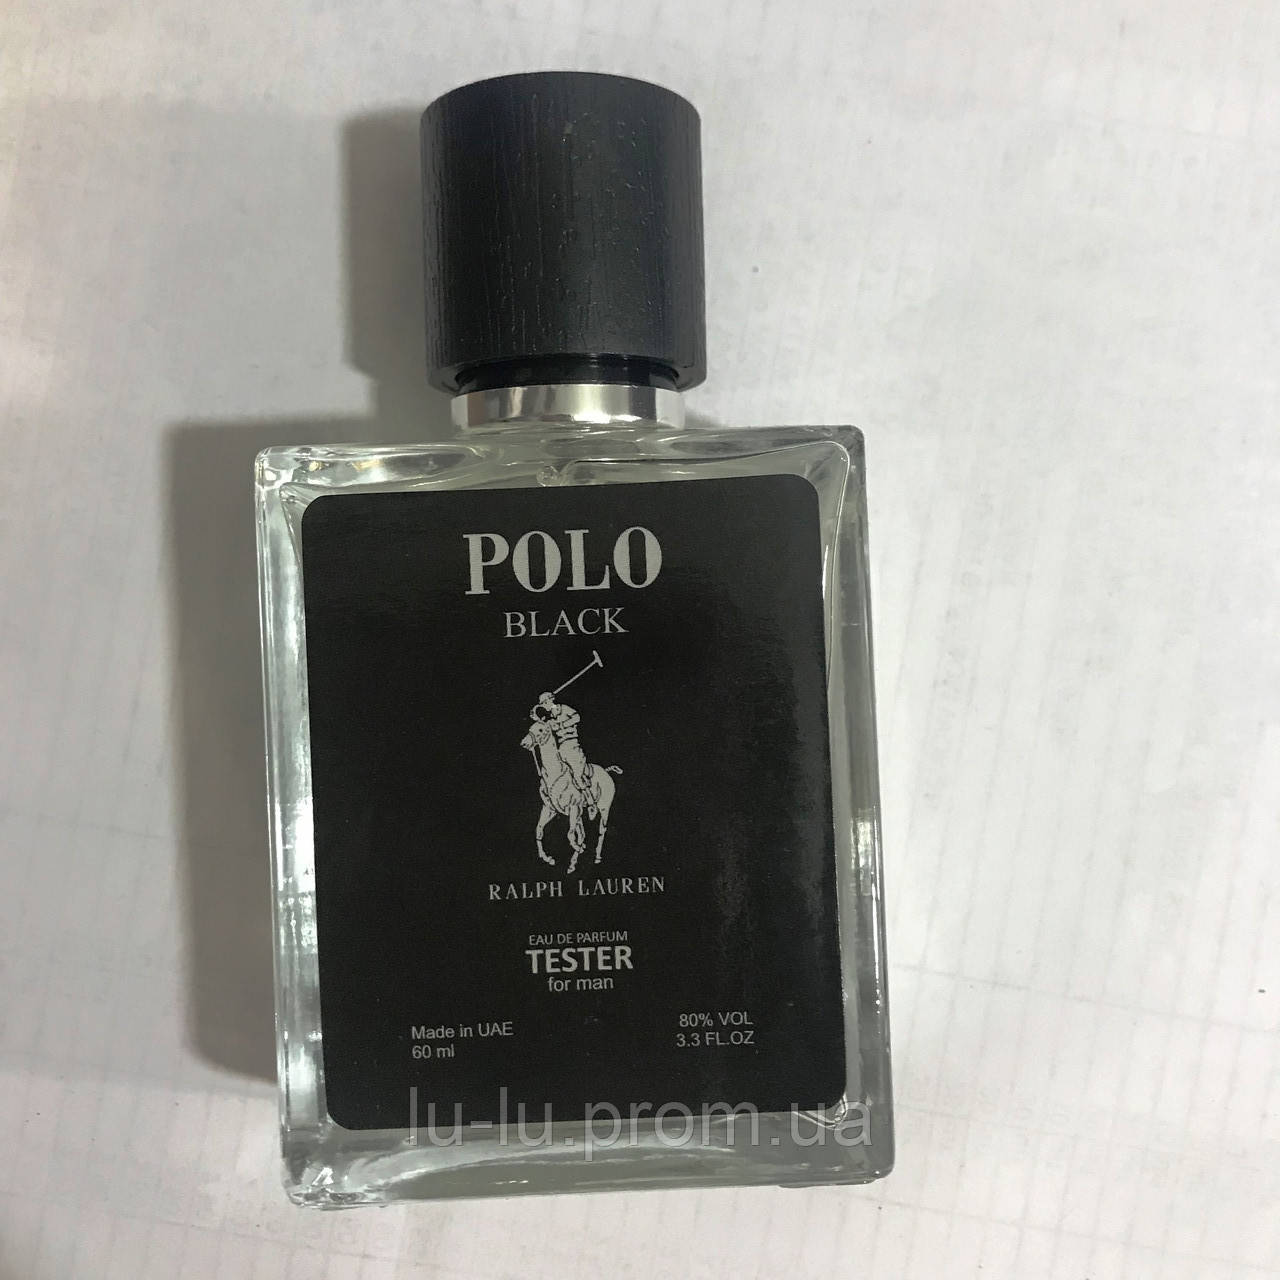 POLO
BLACK
RALPH LAUREN
EAU DE PARFUM
TESTER
for man
Made in UAE
60 ml
80% VOL
3.3 FL.OZ
lu-lu.prom.ua